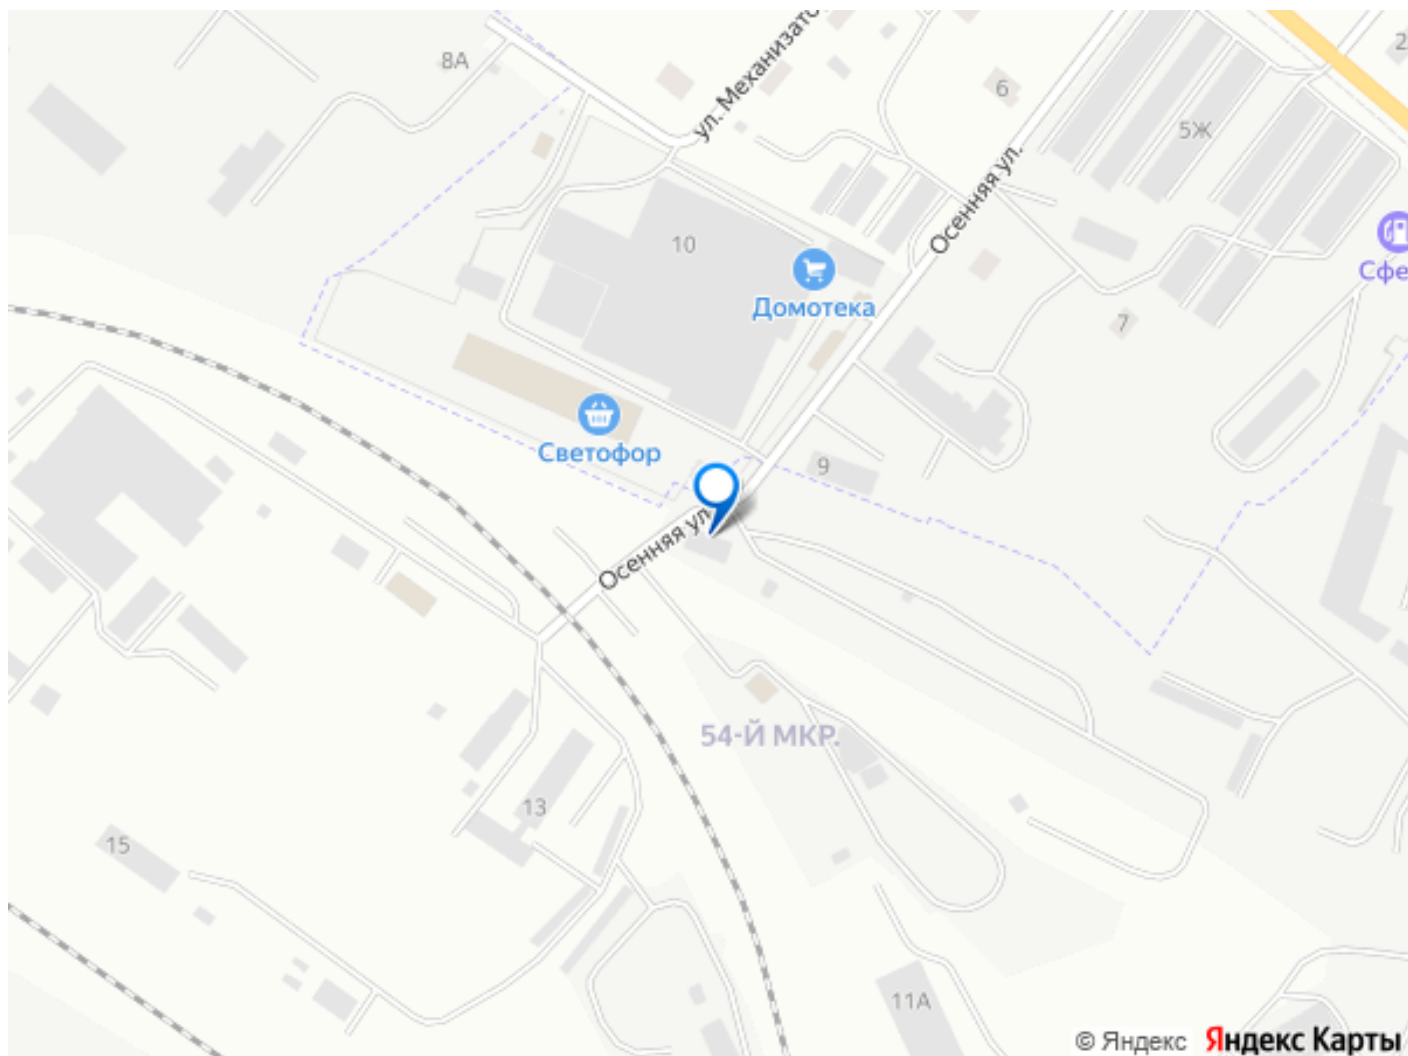 8А
ул. Механизато
6
2
5Ж
Осенняя ул.
10
Сфе
Домотека
7
Светофор
9
Осенняя ул
54-Й МКР.
13
15
11А
© Яндекс Яндекс Карты